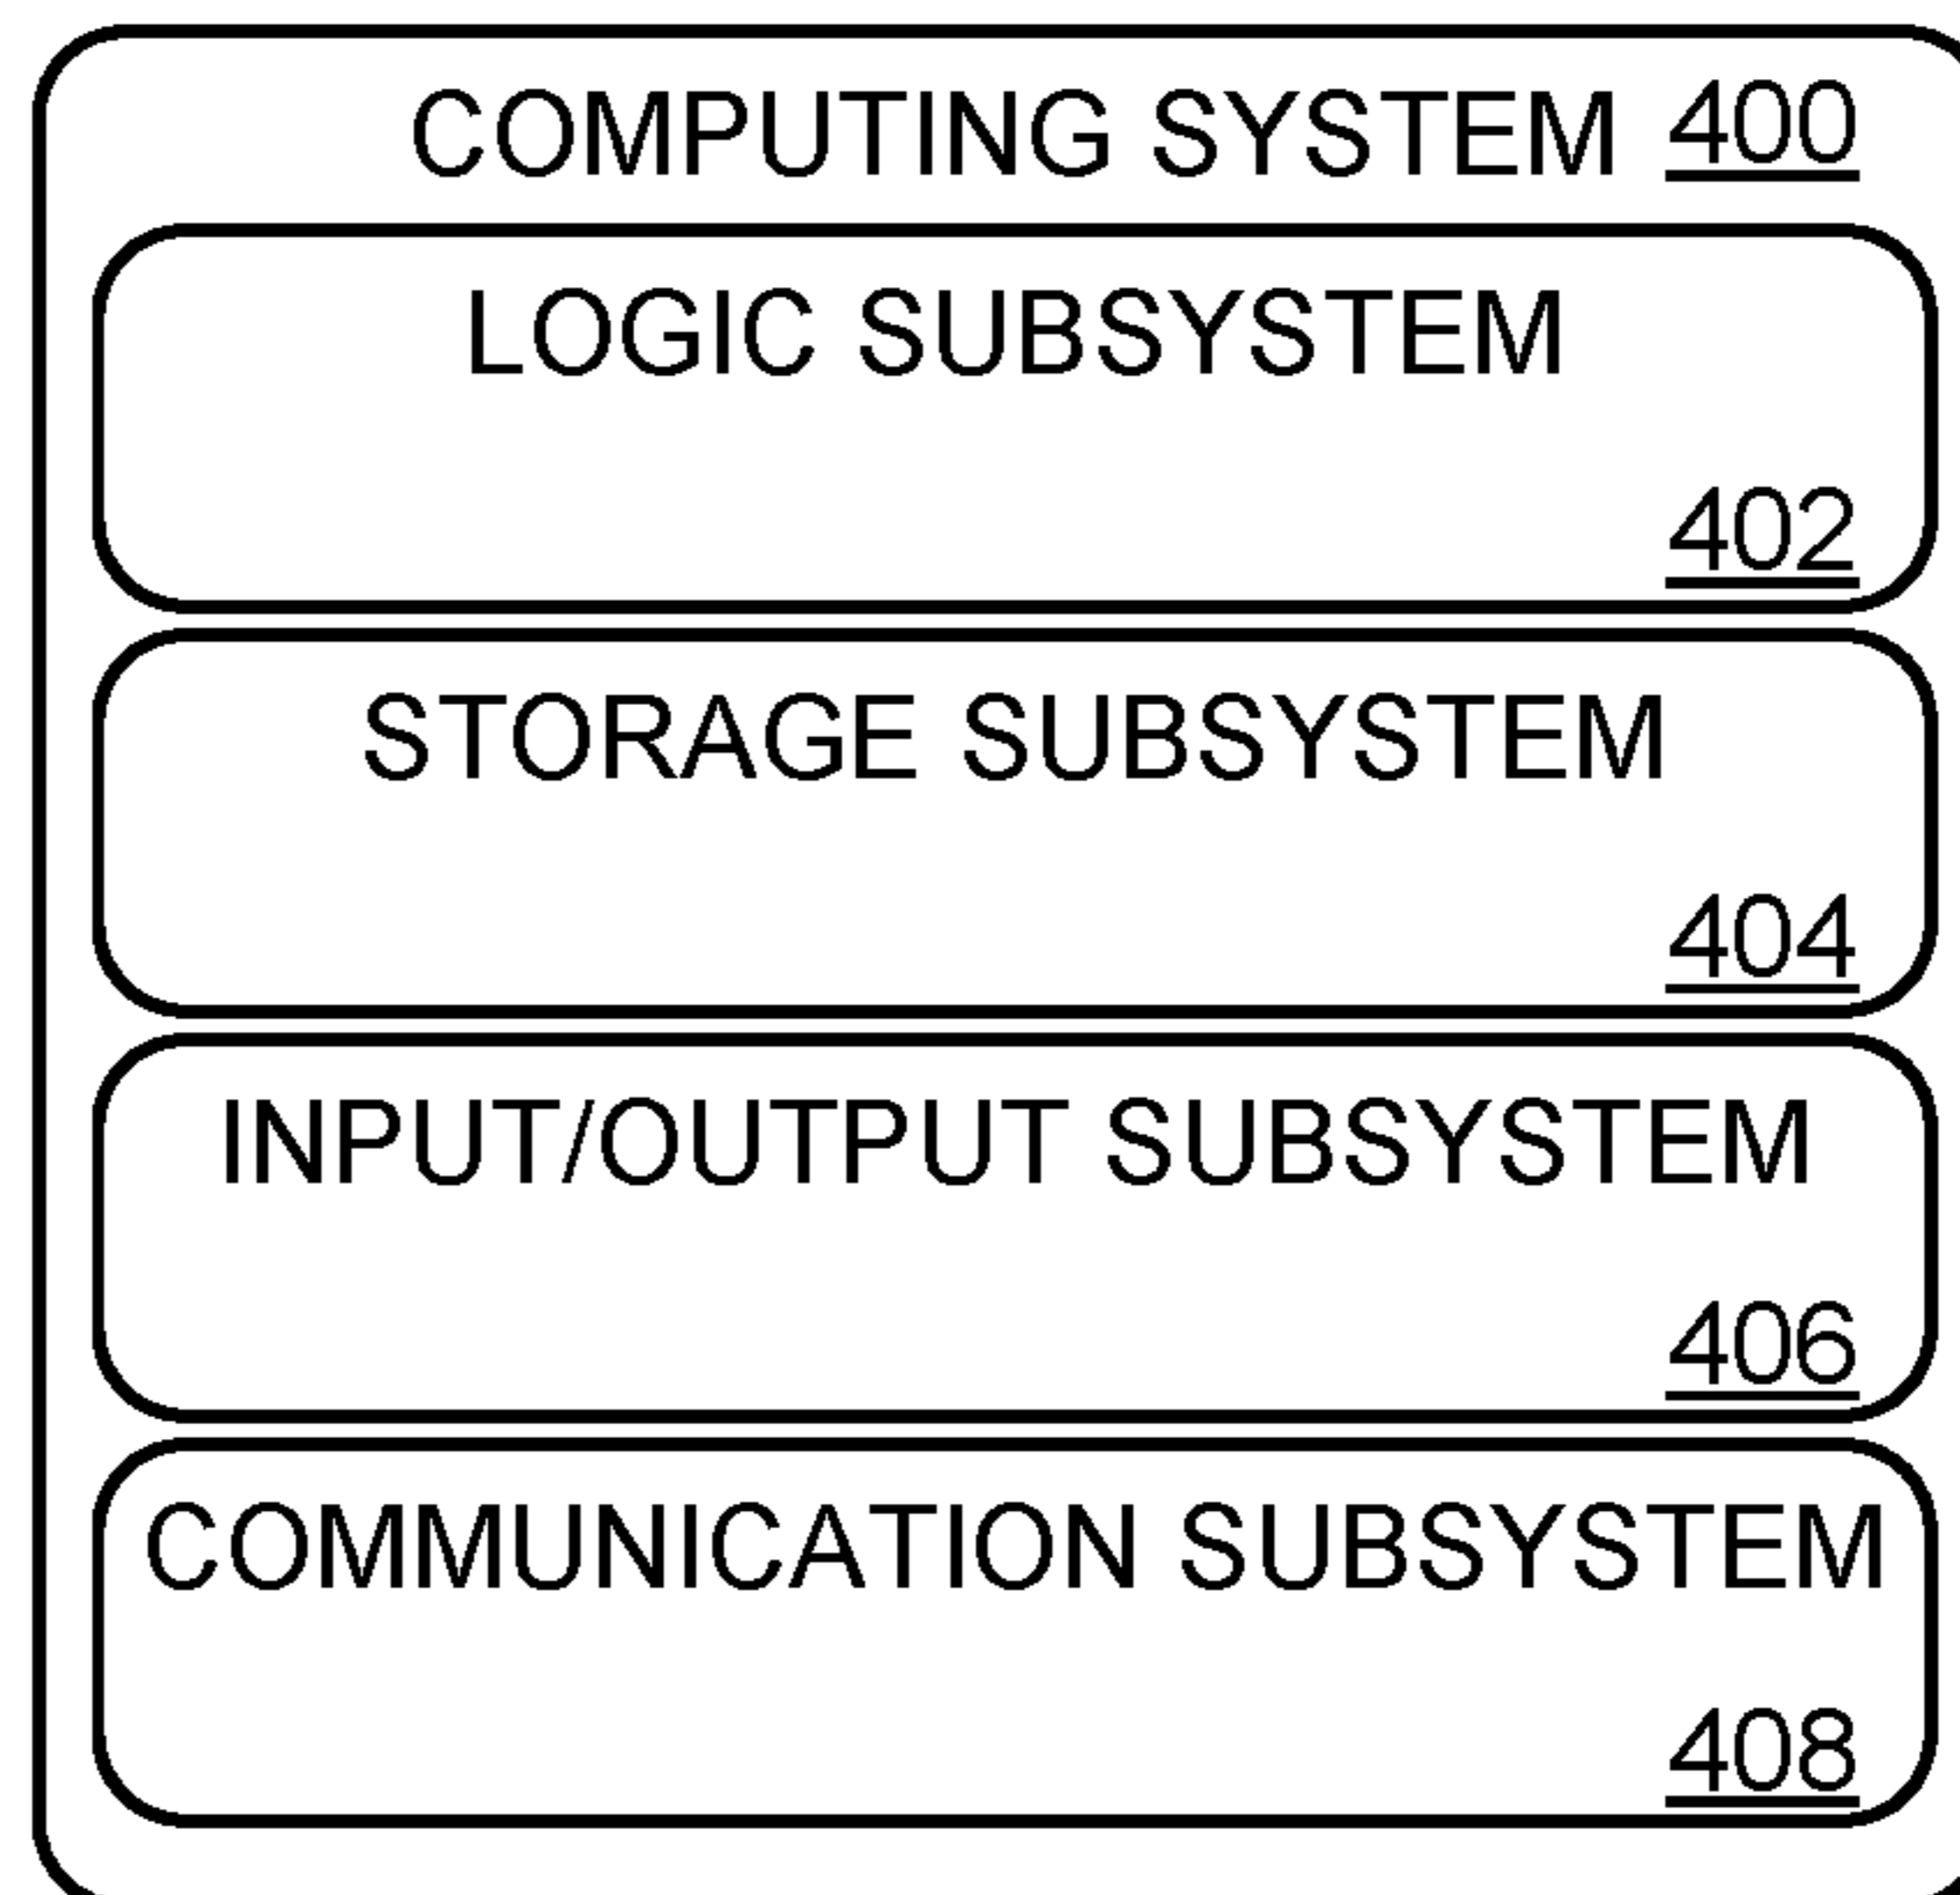 COMPUTING SYSTEM 400
LOGIC SUBSYSTEM
402
STORAGE SUBSYSTEM
404
INPUT/OUTPUT SUBSYSTEM
406
COMMUNICATION SUBSYSTEM
408